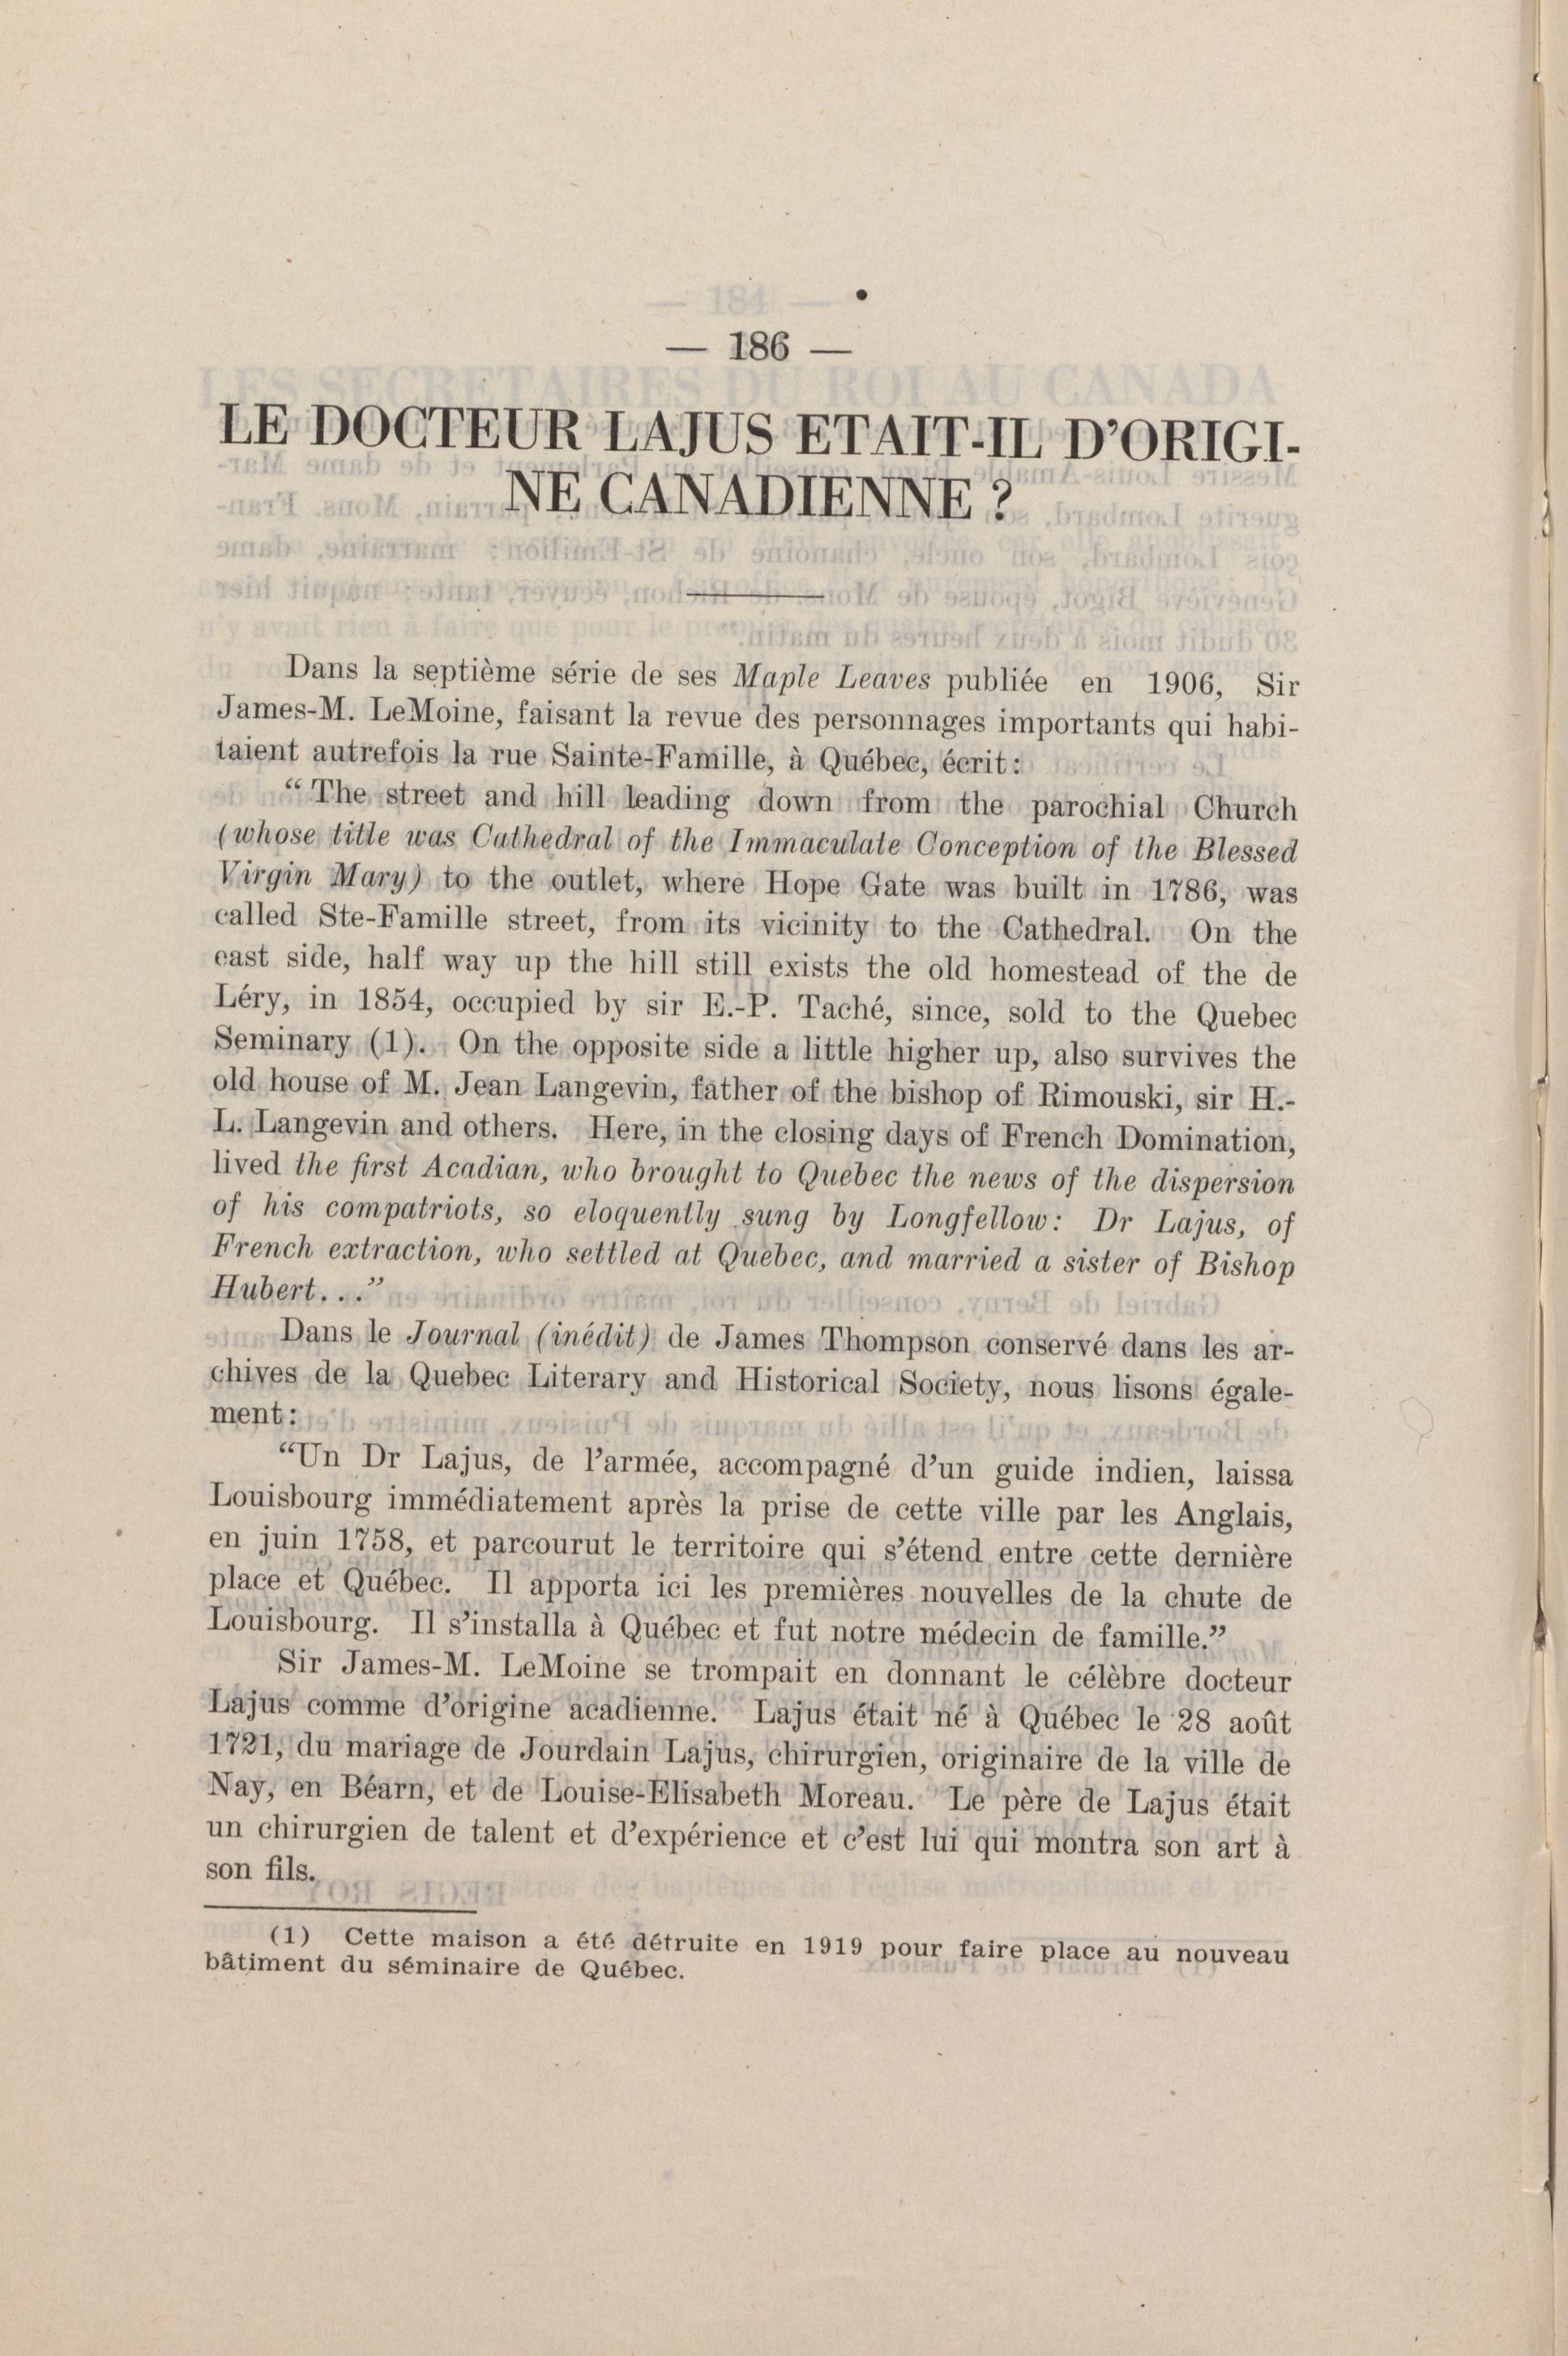 — 186 —
LE DOCTEUR LAJUS ETAIT-IL D'ORIGI-
NE CANADIENNE ?
Dans la septième série de ses Maple Leaves publiée en 1906, Sir
James-M. LeMoine, faisant la revue des personnages importants qui habi-
taient autrefois la rue Sainte-Famille, à Québec, écrit:
“ The street and hill leading down from the parochial Church
(whose title was Cathedral of the Immaculate Conception of the Blessed
Virgin Mary) to the outlet, where Hope Gate was built in 1786, was
called Ste-Famille street, from its vicinity to the Cathedral. On the
east side, half way up the hill still exists the old homestead of the de
Léry, in 1854, occupied by sir E.-P. Taché, since, sold to the Quebec
Seminary (1). On the opposite side a little higher up, also survives the
old house of M. Jean Langevin, father of the bishop of Rimouski, sir H.-
L. Langevin and others. Here, in the closing days of French Domination,
lived the first Acadian, who brought to Quebec the news of the dispersion
of his compatriots, so eloquently sung by Longfellow: Dr Lajus, of
French extraction, who settled at Quebec, and married a sister of Bishop
Hubert. . .”
Dans le Journal (inédit) de James Thompson conservé dans les ar-
chives de la Quebec Literary and Historical Society, nous lisons égale-
ment:
“Un Dr Lajus, de l'armée, accompagné d'un guide indien, laissa
Louisbourg immédiatement après la prise de cette ville par les Anglais,
en juin 1758, et parcourut le territoire qui s'étend entre cette dernière
place et Québec. Il apporta ici les premières nouvelles de la chute de
Louisbourg. Il s'installa à Québec et fut notre médecin de famille.”
Sir James-M. LeMoine se trompait en donnant le célèbre docteur
Lajus comme d'origine acadienne. Lajus était né à Québec le 28 août
1721, du mariage de Jourdain Lajus, chirurgien, originaire de la ville de
Nay, en Béarn, et de Louise-Elisabeth Moreau. Le père de Lajus était
un chirurgien de talent et d'expérience et c'est lui qui montra son art à
son fils.
(1) Cette maison a été détruite en 1919 pour faire place au nouveau
bâtiment du séminaire de Québec.